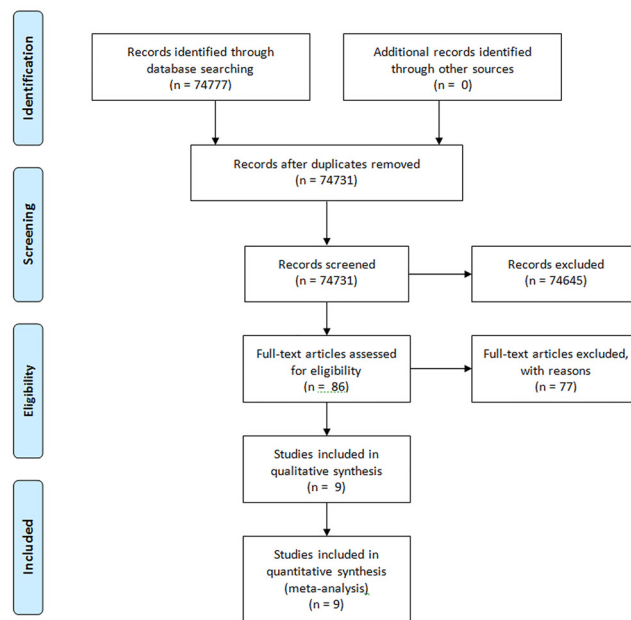 Identification
Records identified through
database searching
(n = 74777)
Additional records identified
through other sources
(n = 0)
Records after duplicates removed
(n = 74731)
Screening
Records screened
(n = 74731)
Records excluded
(n = 74645)
Eligibility
Full-text articles assessed
for eligibility
(n = 86)
Full-text articles excluded,
with reasons
(n = 77)
Studies included in
qualitative synthesis
(n = 9)
Included
Studies included in
quantitative synthesis
(meta-analysis)
(n = 9)